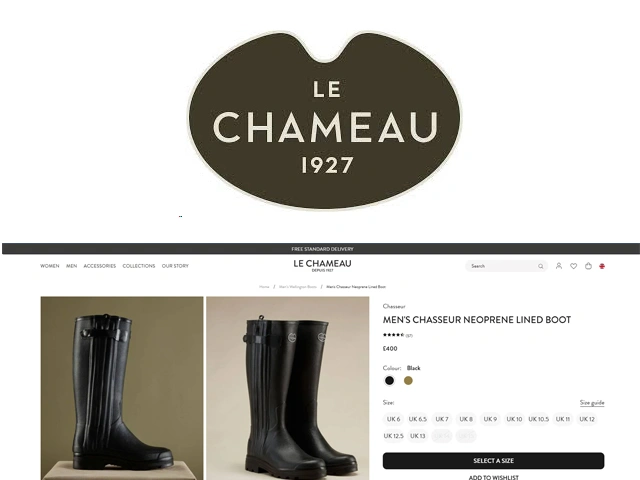 LE
CHAMEAU
1927
FREE STANDARD DELIVERY
WOMEN MEN ACCESSORIES COLLECTIONS OUR STORY
LE CHAMEAU
DEPUIS 1927
Search
Home / Men's Wellington Boots / Men's Chasseur Neoprene Lined Boot
Chasseur
MEN'S CHASSEUR NEOPRENE LINED BOOT
£400
Colour: Black
Size:
Size guide
UK 6 UK 6.5 UK 7 UK 8 UK 9 UK 10 UK 10.5 UK 11 UK 12
UK 12.5 UK 13
SELECT A SIZE
ADD TO WISHLIST